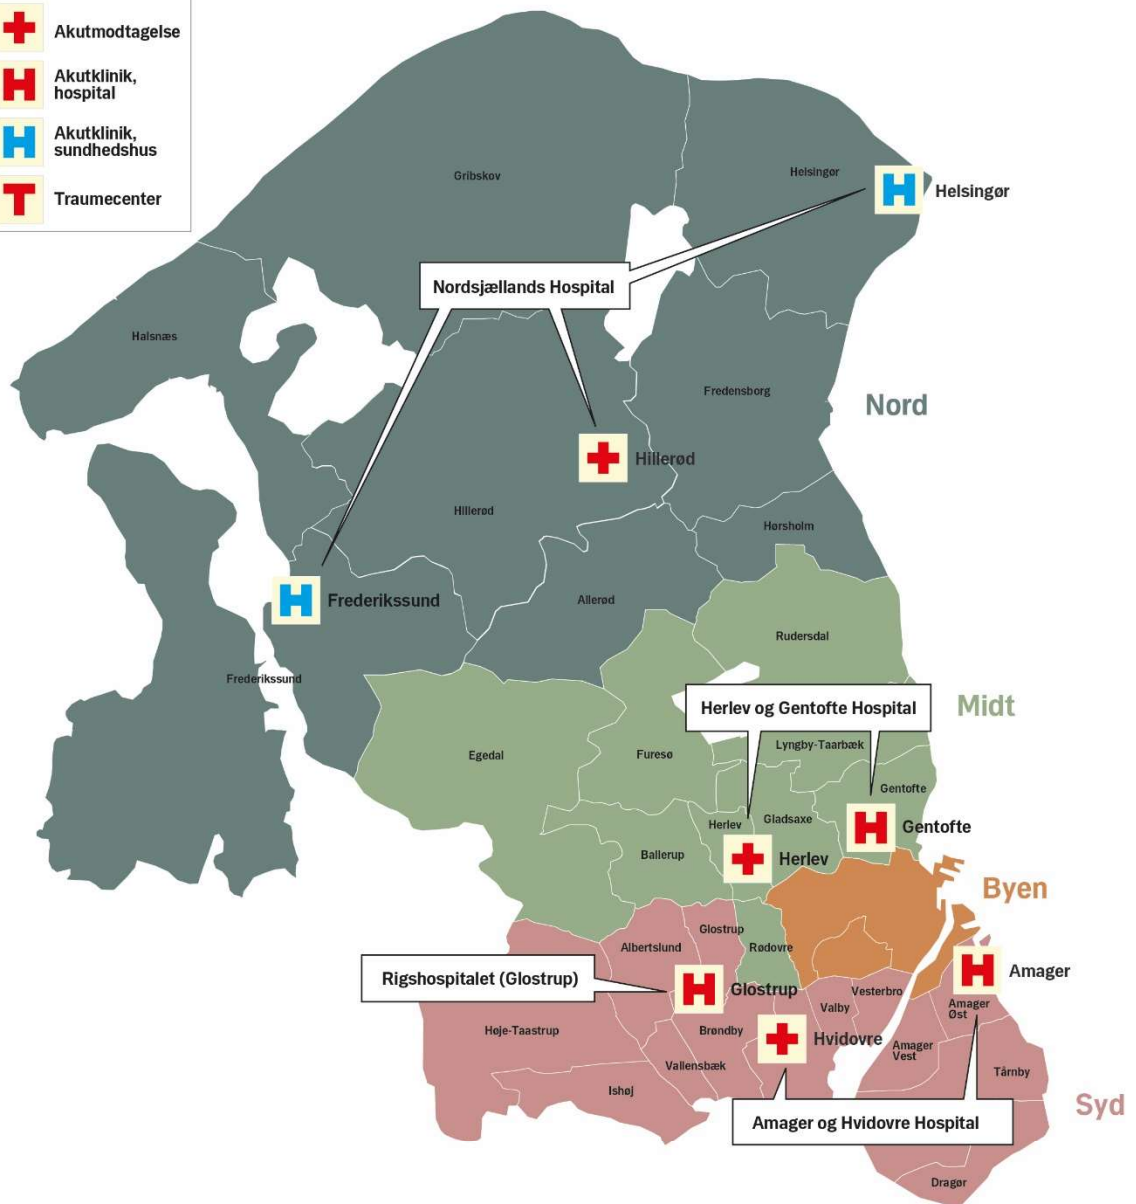 Akutmodtagelse
Akutklinik,
hospital
Akutklinik,
sundhedshus
T Traumecenter
Gribskov
Helsingør
H Helsingør
Nordsjællands Hospital
Halsnæs
Fredensborg
Nord
Hillerød
Hillerød
Hørsholm
H Frederikssund
Allerød
Rudersdal
Frederikssund
Herlev og Gentofte Hospital
Midt
Egedal
Furesø
Lyngby-Taarbæk
Gentofte
Herlev
Gladsaxe
H Gentofte
Ballerup
Herlev
Byen
Glostrup
Albertslund
Rødovre
Rigshospitalet (Glostrup)
H Amager
H Glostrup
Vesterbro
Valby
Amager
Øst
Høje-Taastrup
Brøndby
Hvidovre
Amager
Vest
Vallensbæk
Tårnby
Ishøj
Syd
Amager og Hvidovre Hospital
Dragør